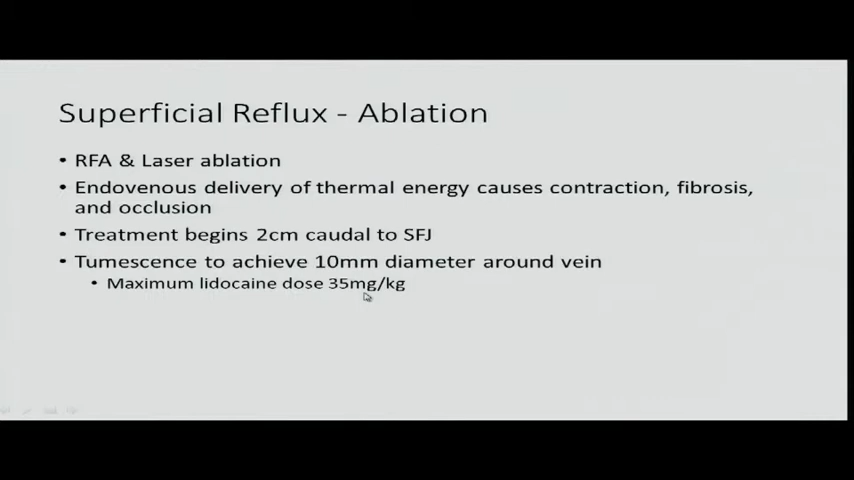 Superficial Reflux - Ablation
• RFA & Laser ablation
• Endovenous delivery of thermal energy causes contraction, fibrosis,
and occlusion
• Treatment begins 2cm caudal to SFJ
• Tumescence to achieve 10mm diameter around vein
• Maximum lidocaine dose 35mg/kg